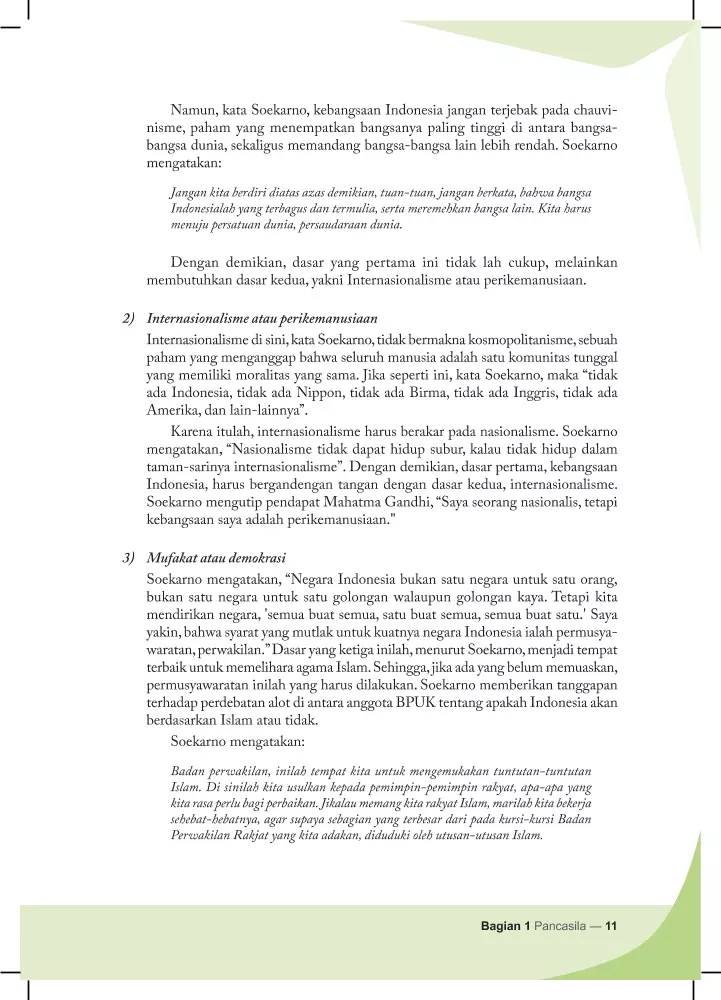 Namun, kata Soekarno, kebangsaan Indonesia jangan terjebak pada chauvi-
nisme, paham yang menempatkan bangsanya paling tinggi di antara bangsa-
bangsa dunia, sekaligus memandang bangsa-bangsa lain lebih rendah. Soekarno
mengatakan:
Jangan kita berdiri diatas azas demikian, tuan-tuan, jangan berkata, bahwa bangsa
Indonesialah yang terbagus dan termulia, serta meremehkan bangsa lain. Kita harus
menuju persatuan dunia, persaudaraan dunia.
Dengan demikian, dasar yang pertama ini tidak lah cukup, melainkan
membutuhkan dasar kedua, yakni Internasionalisme atau perikemanusiaan.
2) Internasionalisme atau perikemanusiaan
Internasionalisme di sini, kata Soekarno, tidak bermakna kosmopolitanisme, sebuah
paham yang menganggap bahwa seluruh manusia adalah satu komunitas tunggal
yang memiliki moralitas yang sama. Jika seperti ini, kata Soekarno, maka “tidak
ada Indonesia, tidak ada Nippon, tidak ada Birma, tidak ada Inggris, tidak ada
Amerika, dan lain-lainnya”.
Karena itulah, internasionalisme harus berakar pada nasionalisme. Soekarno
mengatakan, “Nasionalisme tidak dapat hidup subur, kalau tidak hidup dalam
taman-sarinya internasionalisme”. Dengan demikian, dasar pertama, kebangsaan
Indonesia, harus bergandengan tangan dengan dasar kedua, internasionalisme.
Soekarno mengutip pendapat Mahatma Gandhi, “Saya seorang nasionalis, tetapi
kebangsaan saya adalah perikemanusiaan."
3) Mufakat atau demokrasi
Soekarno mengatakan, “Negara Indonesia bukan satu negara untuk satu orang,
bukan satu negara untuk satu golongan walaupun golongan kaya. Tetapi kita
mendirikan negara, 'semua buat semua, satu buat semua, semua buat satu.' Saya
yakin, bahwa syarat yang mutlak untuk kuatnya negara Indonesia ialah permusya-
waratan, perwakilan.” Dasar yang ketiga inilah, menurut Soekarno, menjadi tempat
terbaik untuk memelihara agama Islam. Sehingga, jika ada yang belum memuaskan,
permusyawaratan inilah yang harus dilakukan. Soekarno memberikan tanggapan
terhadap perdebatan alot di antara anggota BPUK tentang apakah Indonesia akan
berdasarkan Islam atau tidak.
Soekarno mengatakan:
Badan perwakilan, inilah tempat kita untuk mengemukakan tuntutan-tuntutan
Islam. Di sinilah kita usulkan kepada pemimpin-pemimpin rakyat, apa-apa yang
kita rasa perlu bagi perbaikan. Jikalau memang kita rakyat Islam, marilah kita bekerja
sehebat-hebatnya, agar supaya sebagian yang terbesar dari pada kursi-kursi Badan
Perwakilan Rakjat yang kita adakan, diduduki oleh utusan-utusan Islam.
Bagian 1 Pancasila — 11